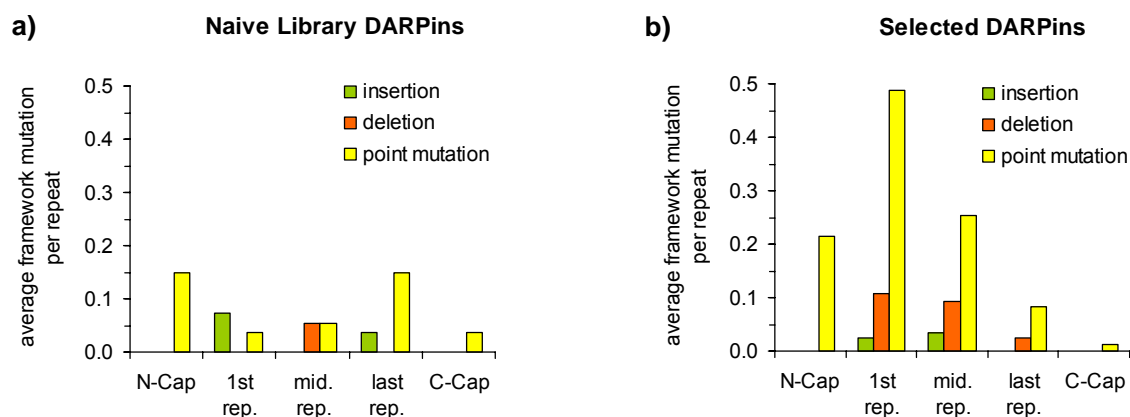 a)
Naive Library DARPins
average framework mutation
per repeat
0.5
0.4
0.3
0.2
0.1
0.0
insertion
deletion
point mutation
N-Cap
1st
rep.
mid.
rep.
last
rep.
C-Cap
b)
Selected DARPins
average framework mutation
per repeat
0.5
0.4
0.3
0.2
0.1
0.0
insertion
deletion
point mutation
N-Cap
1st
rep.
mid.
rep.
last
rep.
C-Cap